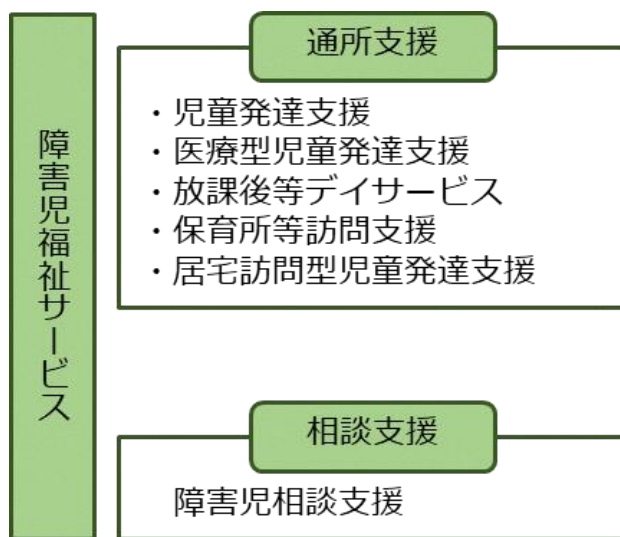 障害児福祉サービス
通所支援
・児童発達支援
・医療型児童発達支援
・放課後等デイサービス
・保育所等訪問支援
・居宅訪問型児童発達支援
相談支援
障害児相談支援